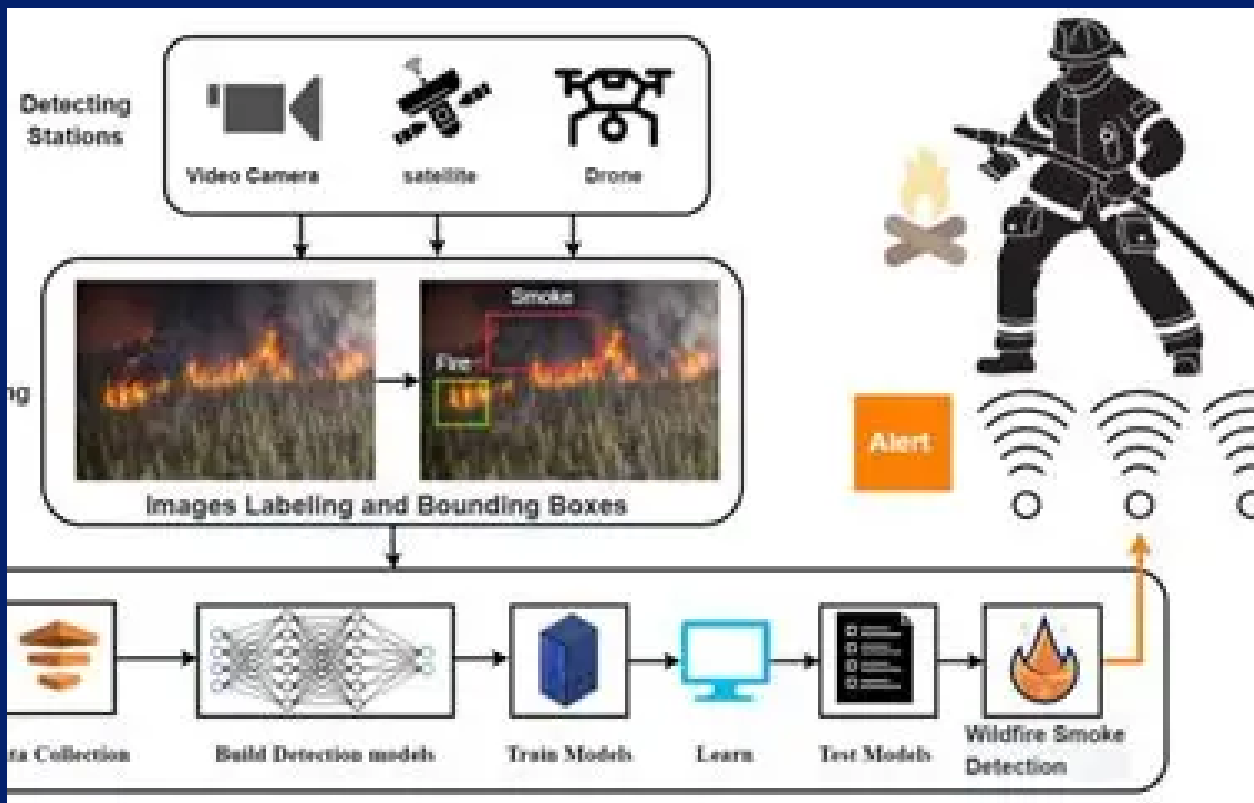 Detecting
Stations
Video Camera
satellite
Drone
Smoke
Fire
ng
Images Labeling and Bounding Boxes
Alert
ta Collection
Build Detection models
Train Models
Learn
Test Models
Wildfire Smoke
Detection